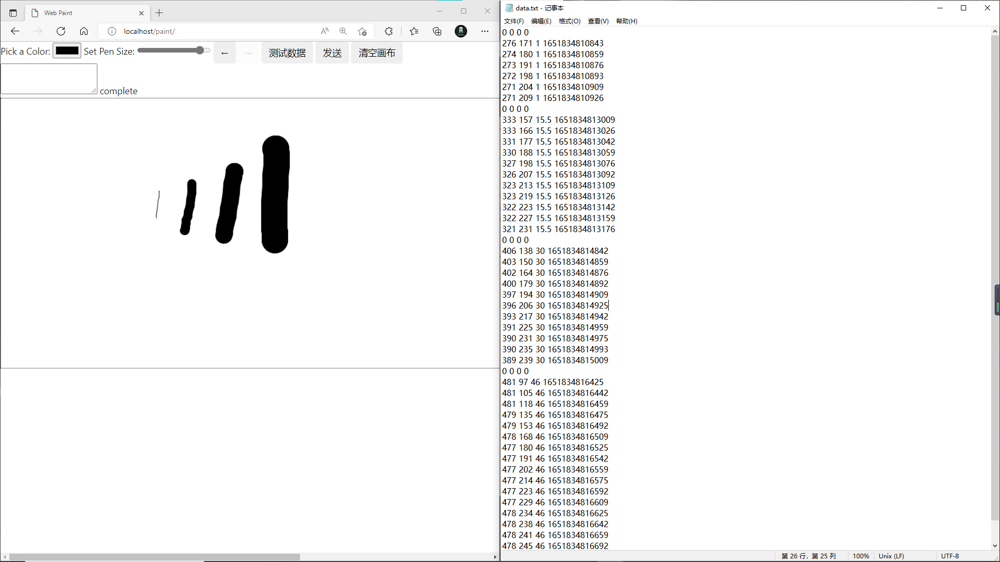 Web Paint
localhost/paint/
Pick a Color:
Set Pen Size:
←
→
测试数据
发送
清空画布
complete
data.txt - 记事本
文件(F) 编辑(E) 格式(O) 查看(V) 帮助(H)
0 0 0 0
276 171 1 1651834810843
274 180 1 1651834810859
273 191 1 1651834810876
272 198 1 1651834810893
271 204 1 1651834810909
271 209 1 1651834810926
0 0 0 0
333 157 15.5 1651834813009
333 166 15.5 1651834813026
331 177 15.5 1651834813042
330 188 15.5 1651834813059
327 198 15.5 1651834813076
326 207 15.5 1651834813092
323 213 15.5 1651834813109
323 219 15.5 1651834813126
322 223 15.5 1651834813142
322 227 15.5 1651834813159
321 231 15.5 1651834813176
0 0 0 0
406 138 30 1651834814842
403 150 30 1651834814859
402 164 30 1651834814876
400 179 30 1651834814892
397 194 30 1651834814909
396 206 30 1651834814925
393 217 30 1651834814942
391 225 30 1651834814959
390 231 30 1651834814975
390 235 30 1651834814993
389 239 30 1651834815009
0 0 0 0
481 97 46 1651834816425
481 105 46 1651834816442
481 118 46 1651834816459
479 135 46 1651834816475
479 153 46 1651834816492
478 168 46 1651834816509
477 180 46 1651834816525
477 191 46 1651834816542
477 202 46 1651834816559
477 214 46 1651834816575
477 223 46 1651834816592
477 229 46 1651834816609
478 234 46 1651834816625
478 238 46 1651834816642
478 241 46 1651834816659
478 245 46 1651834816692
第 26 行，第 25 列 100% Unix (LF) UTF-8